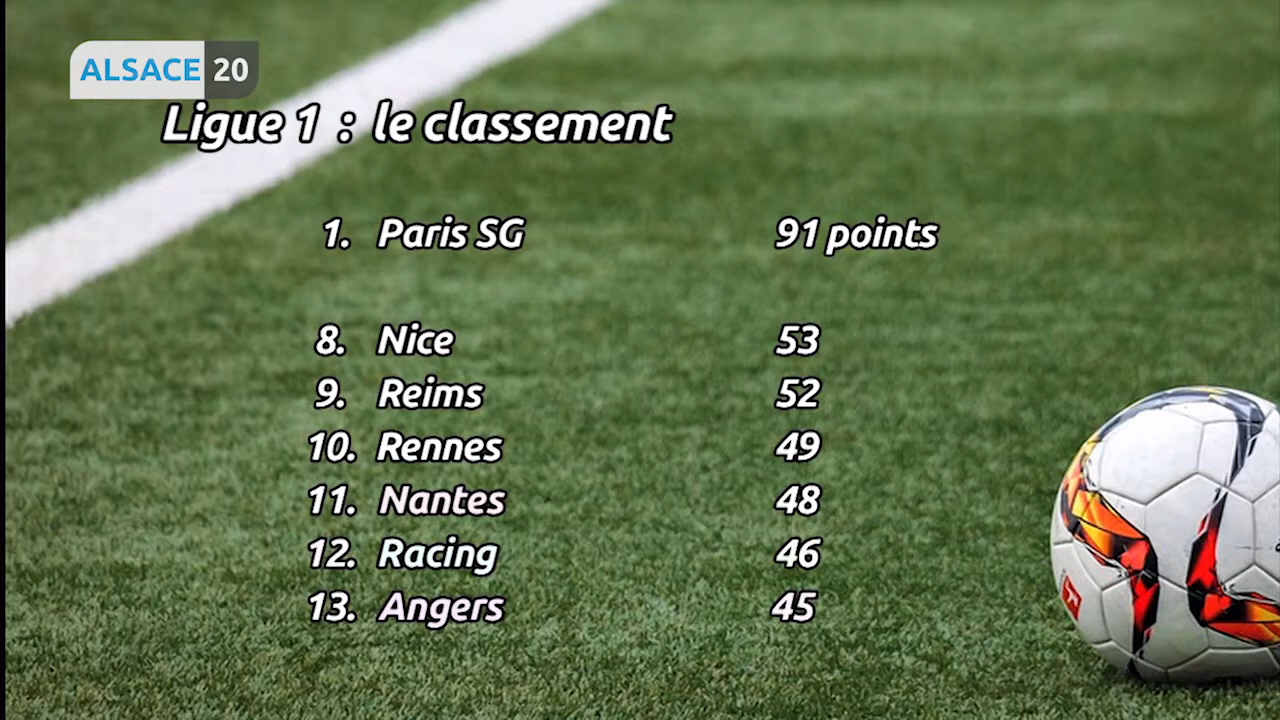 ALSACE 20
Ligue 1 : le classement
1. Paris SG 91 points
8. Nice 53
9. Reims 52
10. Rennes 49
11. Nantes 48
12. Racing 46
13. Angers 45